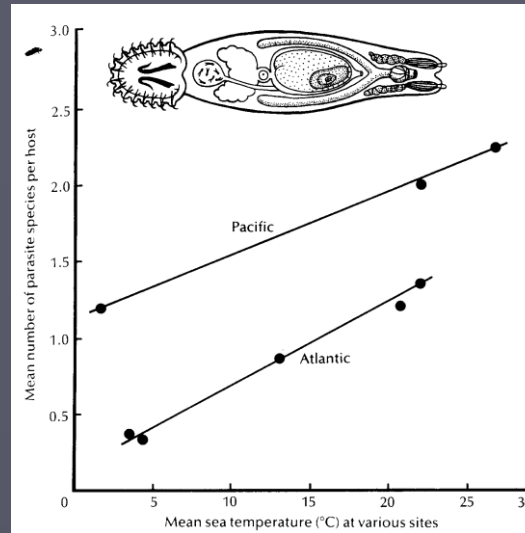 Mean number of parasite species per host
3.0
2.5
2.0
1.5
1.0
0.5
Pacific
Atlantic
0 5 10 15 20 25
Mean sea temperature (°C) at various sites